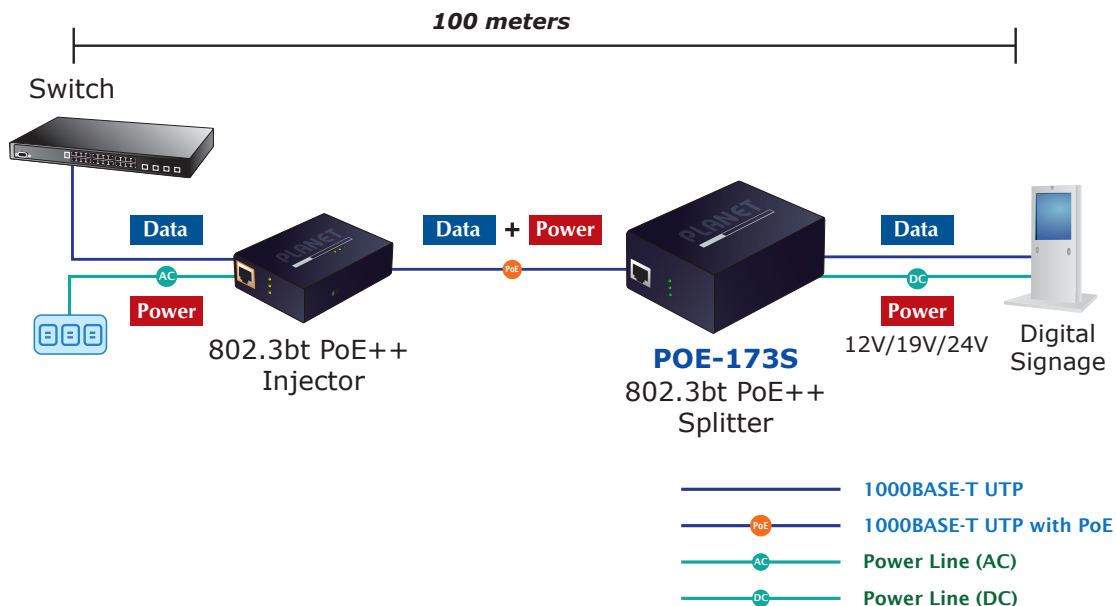 100 meters
Switch
Data
AC
Power
PLANET
802.3bt PoE++
Injector
Data + Power
PoE
PLANET
POE-173S
802.3bt PoE++
Splitter
Data
DC
Power
12V/19V/24V
Digital
Signage
1000BASE-T UTP
PoE 1000BASE-T UTP with PoE
AC Power Line (AC)
DC Power Line (DC)